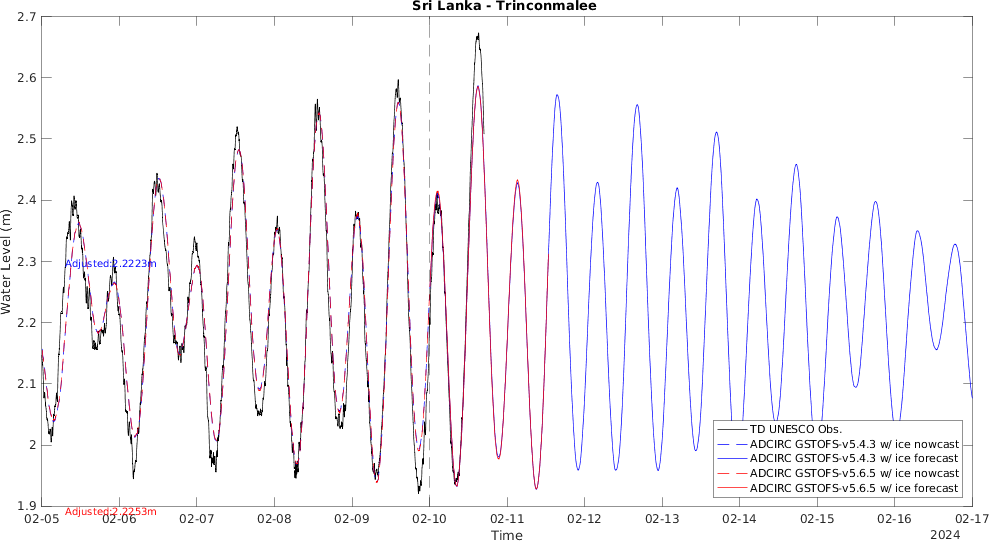 Sri Lanka - Trinconmalee
2.7
2.6
2.5
2.4
2.3
2.2
2.1
2
1.9
Water Level (m)
Adjusted:2.2223m
Adjusted:2.2253m
TD UNESCO Obs.
ADCIRC GSTOFS-v5.4.3 w/ ice nowcast
ADCIRC GSTOFS-v5.4.3 w/ ice forecast
ADCIRC GSTOFS-v5.6.5 w/ ice nowcast
ADCIRC GSTOFS-v5.6.5 w/ ice forecast
02-05 02-06 02-07 02-08 02-09 02-10 02-11 02-12 02-13 02-14 02-15 02-16 02-17
Time
2024